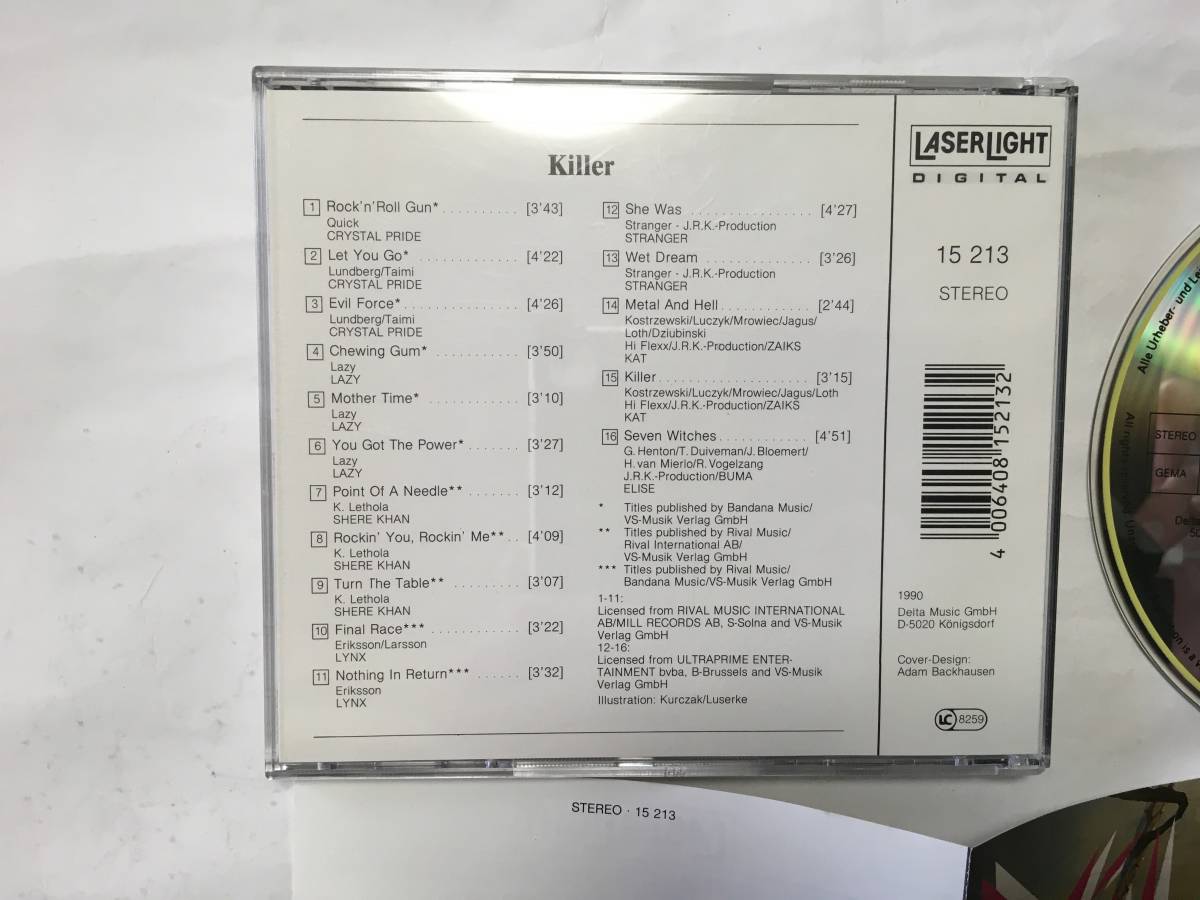 Killer
1 Rock'n'Roll Gun* .......... [3'43]
Quick
CRYSTAL PRIDE
2 Let You Go* ............. [4'22]
Lundberg/Taimi
CRYSTAL PRIDE
3 Evil Force* .............. [4'26]
Lundberg/Taimi
CRYSTAL PRIDE
4 Chewing Gum* ........... [3'50]
Lazy
LAZY
5 Mother Time* ............ [3'10]
Lazy
LAZY
6 You Got The Power* ....... [3'27]
Lazy
LAZY
7 Point Of A Needle** ....... [3'12]
K. Lethola
SHERE KHAN
8 Rockin' You, Rockin' Me** .. [4'09]
K. Lethola
SHERE KHAN
9 Turn The Table** ......... [3'07]
K. Lethola
SHERE KHAN
10 Final Race*** ............ [3'22]
Eriksson/Larsson
LYNX
11 Nothing In Return*** ...... [3'32]
Eriksson
LYNX
12 She Was ................ [4'27]
Stranger - J.R.K.-Production
STRANGER
13 Wet Dream .............. [3'26]
Stranger - J.R.K.-Production
STRANGER
14 Metal And Hell ............ [2'44]
Kostrzewski/Luczyk/Mrowiec/Jagus/
Loth/Dziubinski
Hi Flexx/J.R.K.-Production/ZAIKS
KAT
15 Killer .................... [3'15]
Kostrzewski/Luczyk/Mrowiec/Jagus/Loth
Hi Flexx/J.R.K.-Production/ZAIKS
KAT
16 Seven Witches ............ [4'51]
G. Henton/T. Duiveman/J. Bloemert/
H. van Mierlo/R. Vogelzang
J.R.K.-Production/BUMA
ELISE
* Titles published by Bandana Music/
VS-Musik Verlag GmbH
** Titles published by Rival Music/
Rival International AB/
VS-Musik Verlag GmbH
*** Titles published by Rival Music/
Bandana Music/VS-Musik Verlag GmbH
1-11:
Licensed from RIVAL MUSIC INTERNATIONAL
AB/MILL RECORDS AB, S-Solna and VS-Musik
Verlag GmbH
12-16:
Licensed from ULTRAPRIME ENTER-
TAINMENT bvba, B-Brussels and VS-Musik
Verlag GmbH
Illustration: Kurczak/Luserke
LASERLIGHT
DIGITAL
15 213
STEREO
4 006408 152132
1990
Delta Music GmbH
D-5020 Königsdorf
Cover-Design:
Adam Backhausen
LC 8259
STEREO · 15 213
Alle Urheber- und
All rights
STEREO
GEMA